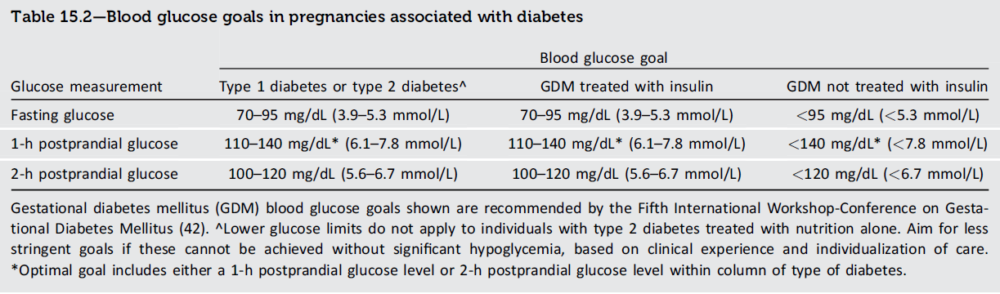 Table 15.2—Blood glucose goals in pregnancies associated with diabetes
Blood glucose goal
Glucose measurement Type 1 diabetes or type 2 diabetes^ GDM treated with insulin GDM not treated with insulin
Fasting glucose 70–95 mg/dL (3.9–5.3 mmol/L) 70–95 mg/dL (3.9–5.3 mmol/L) <95 mg/dL (<5.3 mmol/L)
1-h postprandial glucose 110–140 mg/dL* (6.1–7.8 mmol/L) 110–140 mg/dL* (6.1–7.8 mmol/L) <140 mg/dL* (<7.8 mmol/L)
2-h postprandial glucose 100–120 mg/dL (5.6–6.7 mmol/L) 100–120 mg/dL (5.6–6.7 mmol/L) <120 mg/dL (<6.7 mmol/L)
Gestational diabetes mellitus (GDM) blood glucose goals shown are recommended by the Fifth International Workshop-Conference on Gesta-
tional Diabetes Mellitus (42). ^Lower glucose limits do not apply to individuals with type 2 diabetes treated with nutrition alone. Aim for less
stringent goals if these cannot be achieved without significant hypoglycemia, based on clinical experience and individualization of care.
*Optimal goal includes either a 1-h postprandial glucose level or 2-h postprandial glucose level within column of type of diabetes.